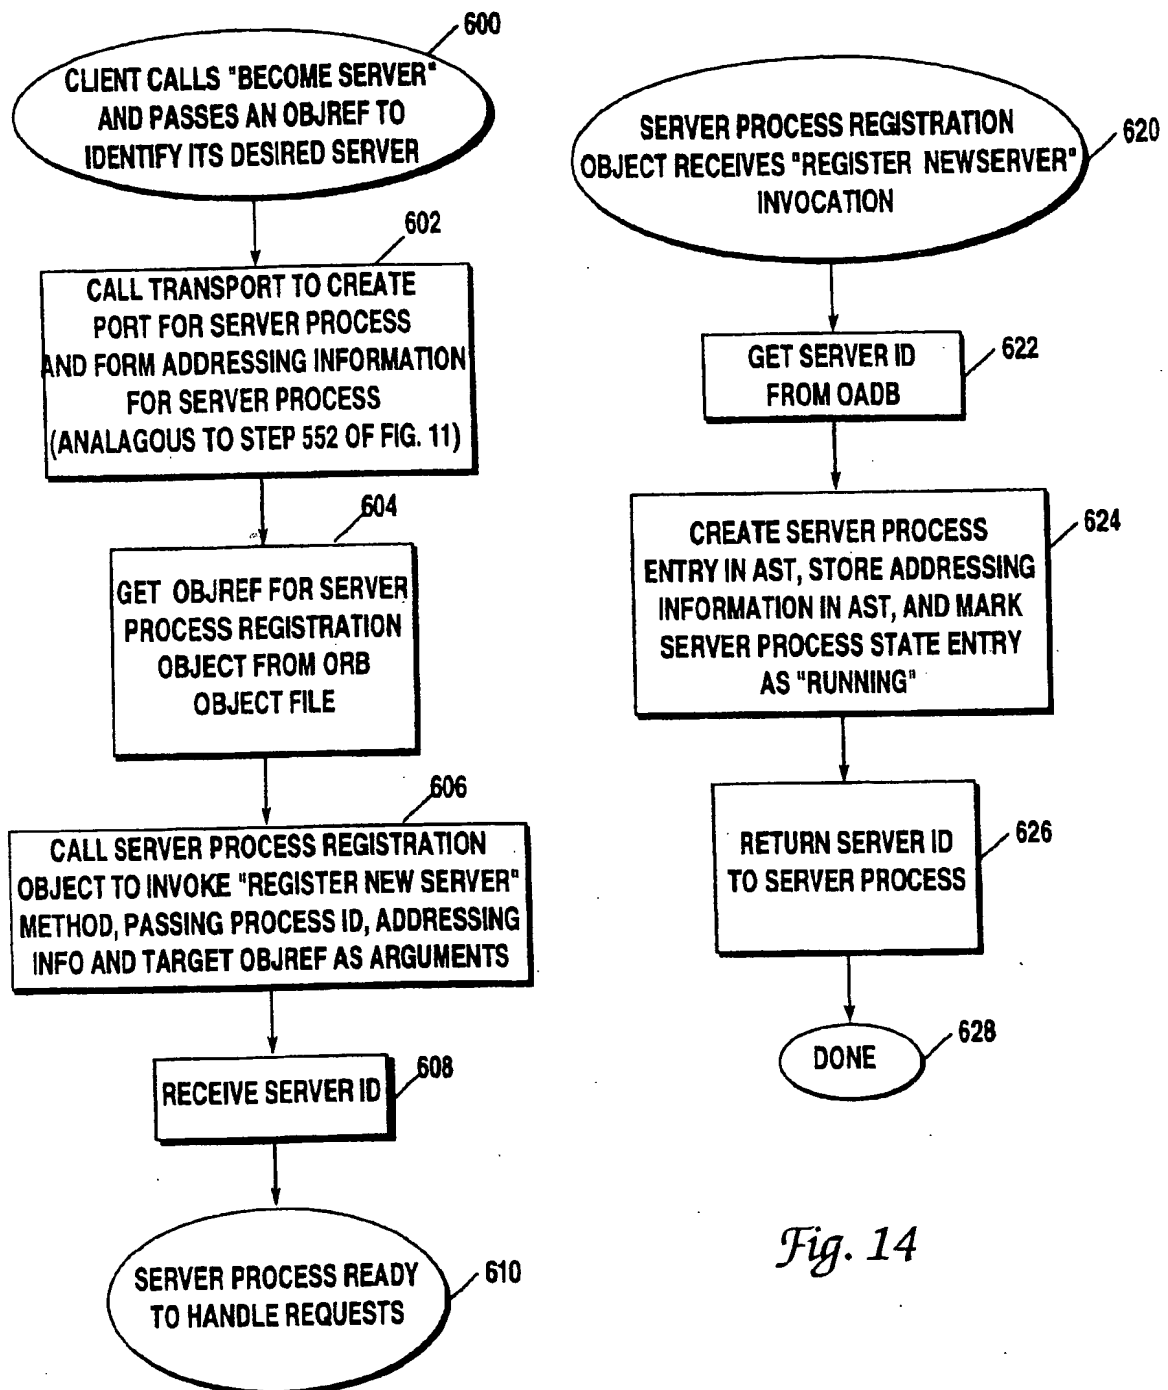 600
CLIENT CALLS "BECOME SERVER"
AND PASSES AN OBJREF TO
IDENTIFY ITS DESIRED SERVER
602
CALL TRANSPORT TO CREATE
PORT FOR SERVER PROCESS
AND FORM ADDRESSING INFORMATION
FOR SERVER PROCESS
(ANALAGOUS TO STEP 552 OF FIG. 11)
604
GET OBJREF FOR SERVER
PROCESS REGISTRATION
OBJECT FROM ORB
OBJECT FILE
606
CALL SERVER PROCESS REGISTRATION
OBJECT TO INVOKE "REGISTER NEW SERVER"
METHOD, PASSING PROCESS ID, ADDRESSING
INFO AND TARGET OBJREF AS ARGUMENTS
608
RECEIVE SERVER ID
610
SERVER PROCESS READY
TO HANDLE REQUESTS
620
SERVER PROCESS REGISTRATION
OBJECT RECEIVES "REGISTER NEWSERVER"
INVOCATION
622
GET SERVER ID
FROM OADB
624
CREATE SERVER PROCESS
ENTRY IN AST, STORE ADDRESSING
INFORMATION IN AST, AND MARK
SERVER PROCESS STATE ENTRY
AS "RUNNING"
626
RETURN SERVER ID
TO SERVER PROCESS
628
DONE
Fig. 14